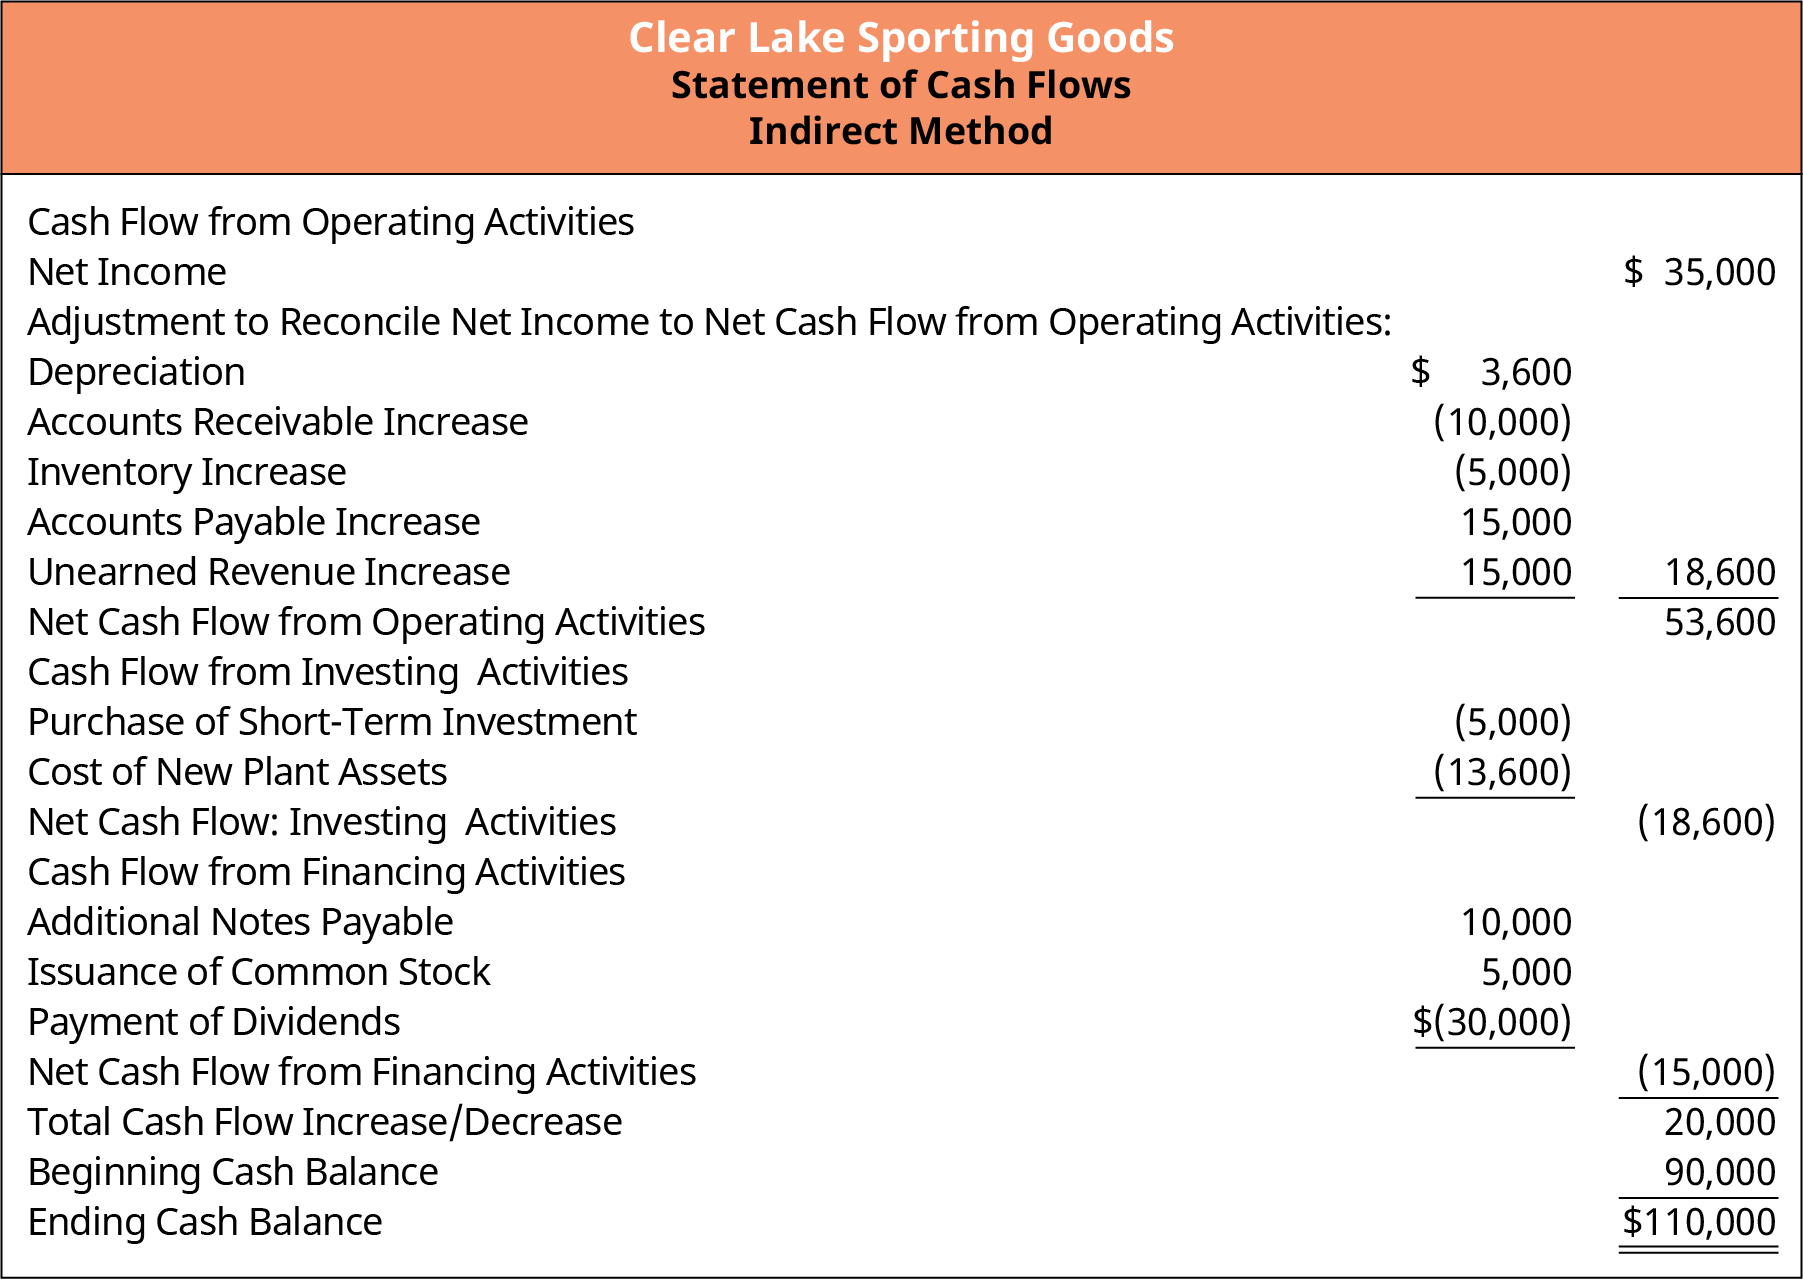 Clear Lake Sporting Goods
Statement of Cash Flows
Indirect Method
Cash Flow from Operating Activities
Net Income $ 35,000
Adjustment to Reconcile Net Income to Net Cash Flow from Operating Activities:
Depreciation $ 3,600
Accounts Receivable Increase (10,000)
Inventory Increase (5,000)
Accounts Payable Increase 15,000
Unearned Revenue Increase 15,000 18,600
Net Cash Flow from Operating Activities 53,600
Cash Flow from Investing Activities
Purchase of Short-Term Investment (5,000)
Cost of New Plant Assets (13,600)
Net Cash Flow: Investing Activities (18,600)
Cash Flow from Financing Activities
Additional Notes Payable 10,000
Issuance of Common Stock 5,000
Payment of Dividends $(30,000)
Net Cash Flow from Financing Activities (15,000)
Total Cash Flow Increase/Decrease 20,000
Beginning Cash Balance 90,000
Ending Cash Balance $110,000